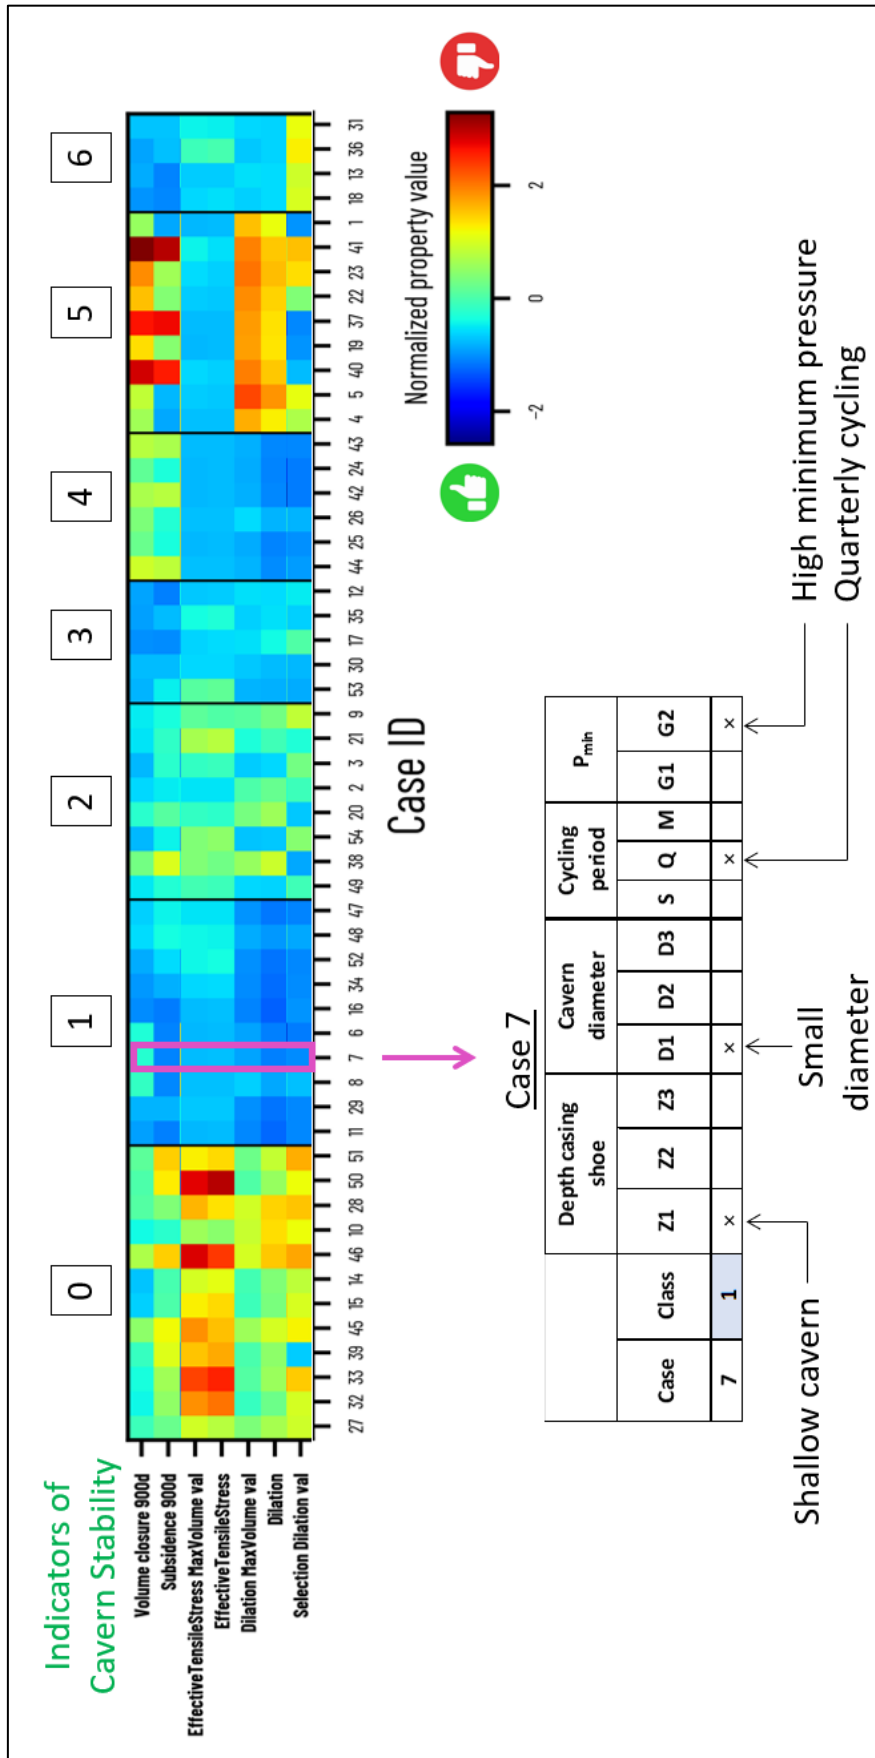 Indicators of
Cavern Stability
0
1
2
3
4
5
6
Volume closure 900d
Subsidence 900d
EffectiveTensileStress MaxVolume val
EffectiveTensileStress
Dilation MaxVolume val
Dilation
Selection Dilation val
27 32 33 39 45 15 14 46 10 28 50 51 11 29 8 7 6 16 34 52 48 47 49 38 54 20 2 3 21 9 53 30 17 35 12 44 25 26 42 24 43 4 5 40 19 37 22 23 41 1 18 13 36 31
Case ID
Normalized property value
-2 0 2
Case 7
Depth casing shoe
Cavern diameter
Cycling period
Pmin
Case Class Z1 Z2 Z3 D1 D2 D3 S Q M G1 G2
7 1 × × × ×
Shallow cavern
Small
diameter
High minimum pressure
Quarterly cycling